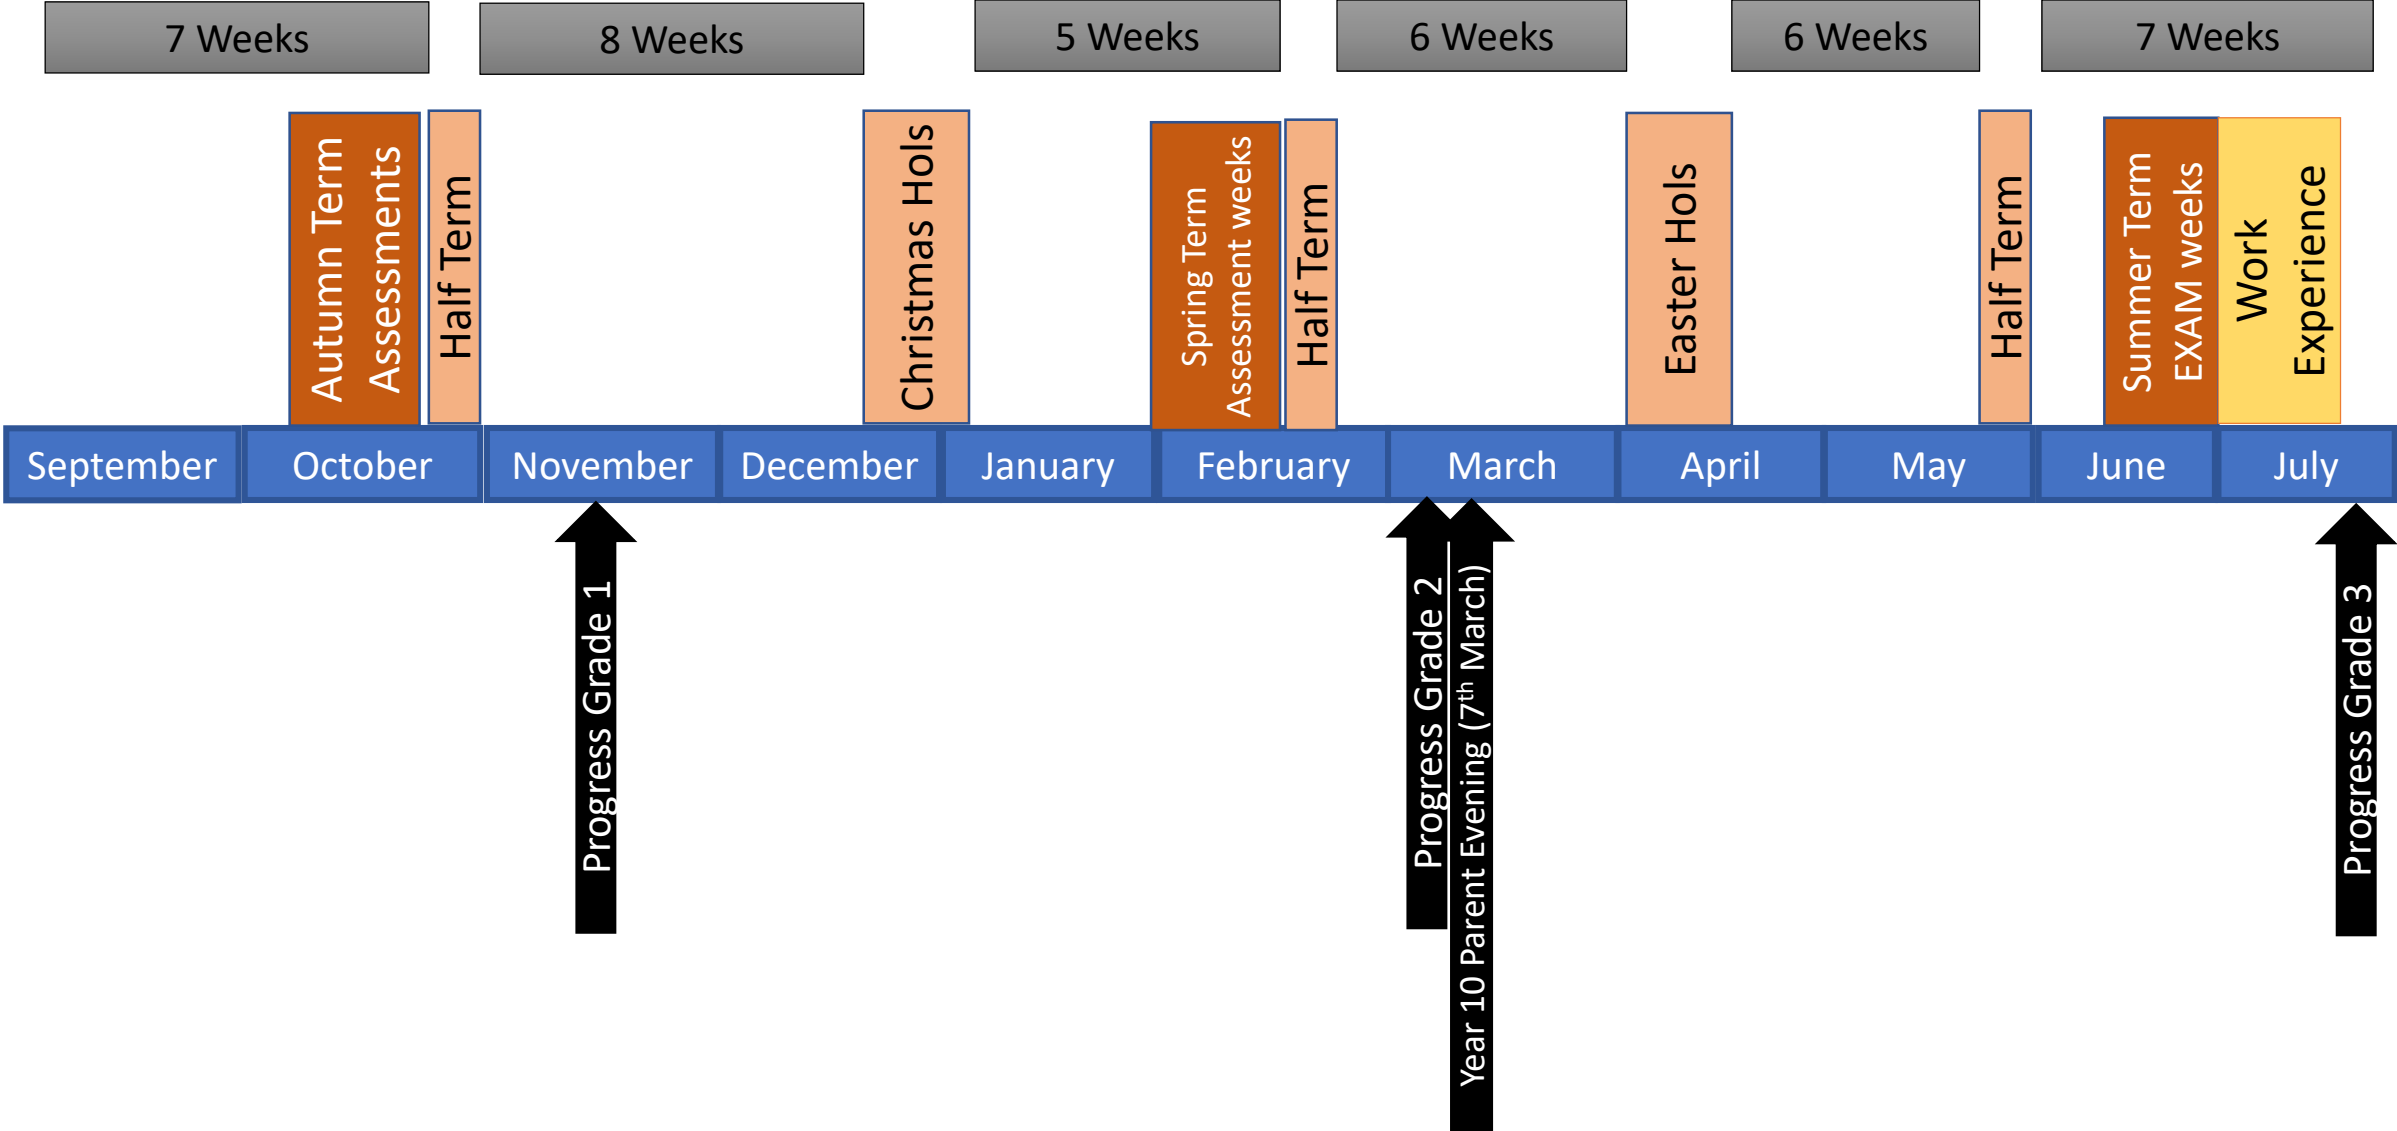 7 Weeks
8 Weeks
5 Weeks
6 Weeks
6 Weeks
7 Weeks
Autumn Term
Assessments
Half Term
Christmas Hols
Spring Term
Assessment weeks
Half Term
Easter Hols
Half Term
Summer Term
EXAM weeks
Work
Experience
September
October
November
December
January
February
March
April
May
June
July
Progress Grade 1
Progress Grade 2
Year 10 Parent Evening (7th March)
Progress Grade 3